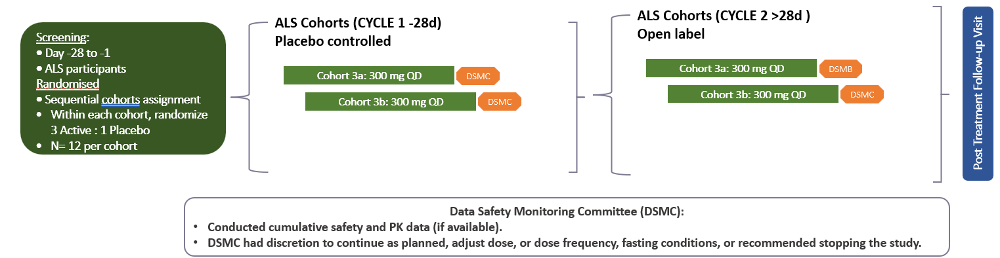 Screening:
• Day -28 to -1
• ALS participants
Randomised
• Sequential cohorts assignment
• Within each cohort, randomize
3 Active : 1 Placebo
• N= 12 per cohort
ALS Cohorts (CYCLE 1 -28d)
Placebo controlled
Cohort 3a: 300 mg QD
DSMC
Cohort 3b: 300 mg QD
DSMC
ALS Cohorts (CYCLE 2 >28d )
Open label
Cohort 3a: 300 mg QD
DSMB
Cohort 3b: 300 mg QD
DSMC
Post Treatment Follow-up Visit
Data Safety Monitoring Committee (DSMC):
• Conducted cumulative safety and PK data (if available).
• DSMC had discretion to continue as planned, adjust dose, or dose frequency, fasting conditions, or recommended stopping the study.